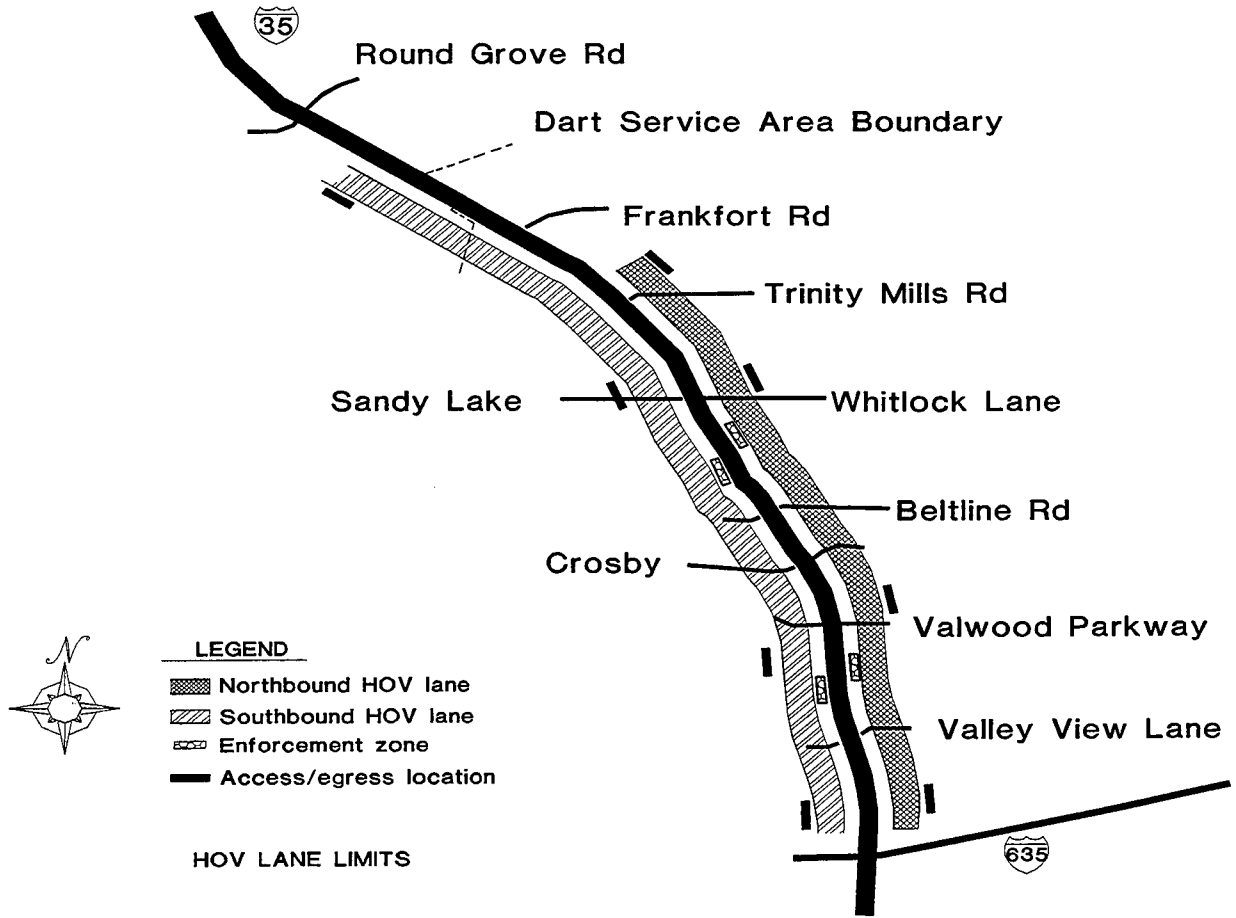 35
Round Grove Rd
Dart Service Area Boundary
Frankfort Rd
Trinity Mills Rd
Sandy Lake
Whitlock Lane
Beltline Rd
Crosby
Valwood Parkway
N
LEGEND
Northbound HOV lane
Southbound HOV lane
Enforcement zone
Access/egress location
Valley View Lane
HOV LANE LIMITS
635